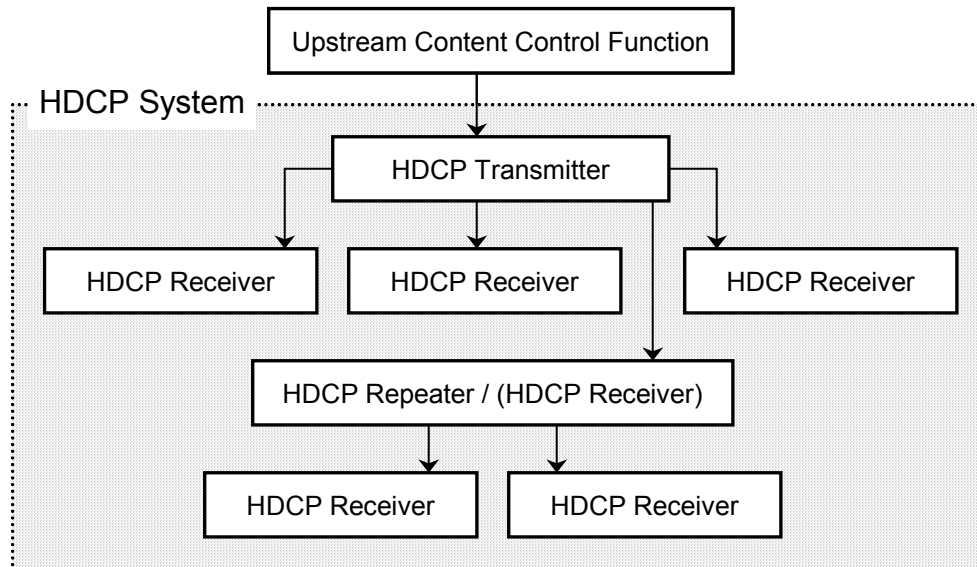 Upstream Content Control Function
HDCP System
HDCP Transmitter
HDCP Receiver
HDCP Receiver
HDCP Receiver
HDCP Repeater / (HDCP Receiver)
HDCP Receiver
HDCP Receiver